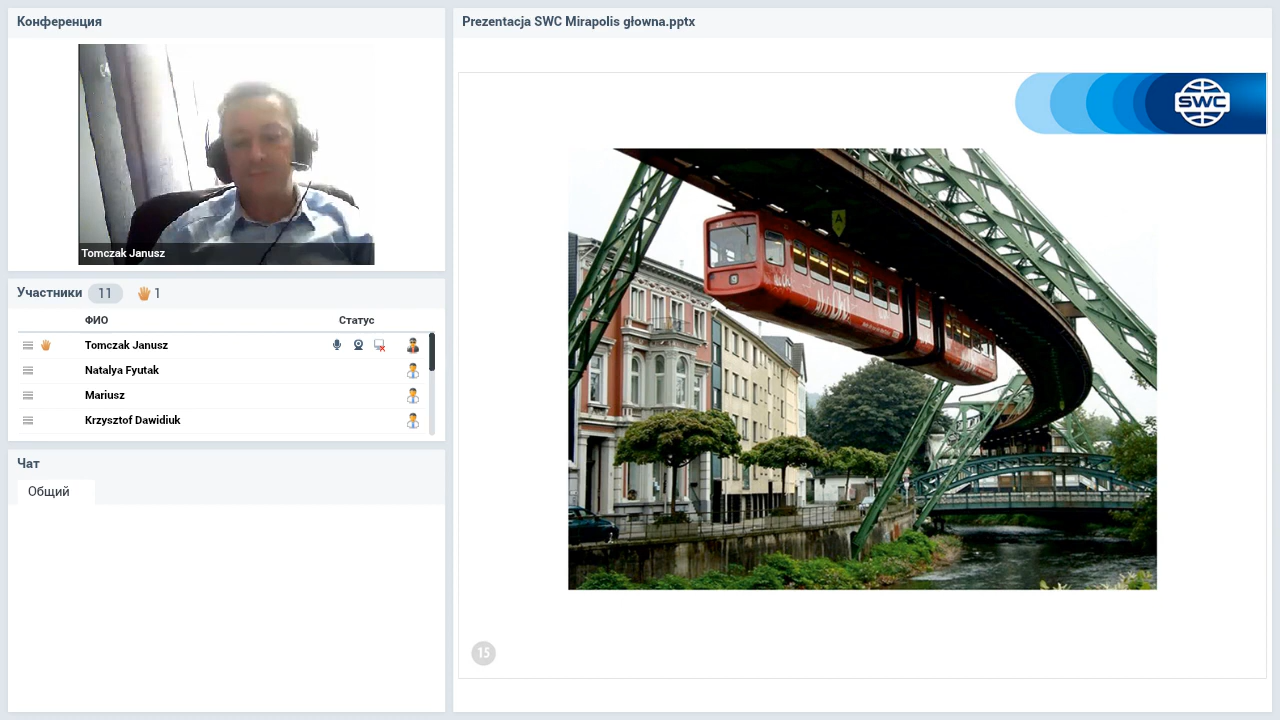 Конференция
Tomczak Janusz
Участники 11 1
ФИО Статус
Tomczak Janusz
Natalya Fyutak
Mariusz
Krzysztof Dawidiuk
Чат
Общий
Prezentacja SWC Mirapolis głowna.pptx
SWC
A
15